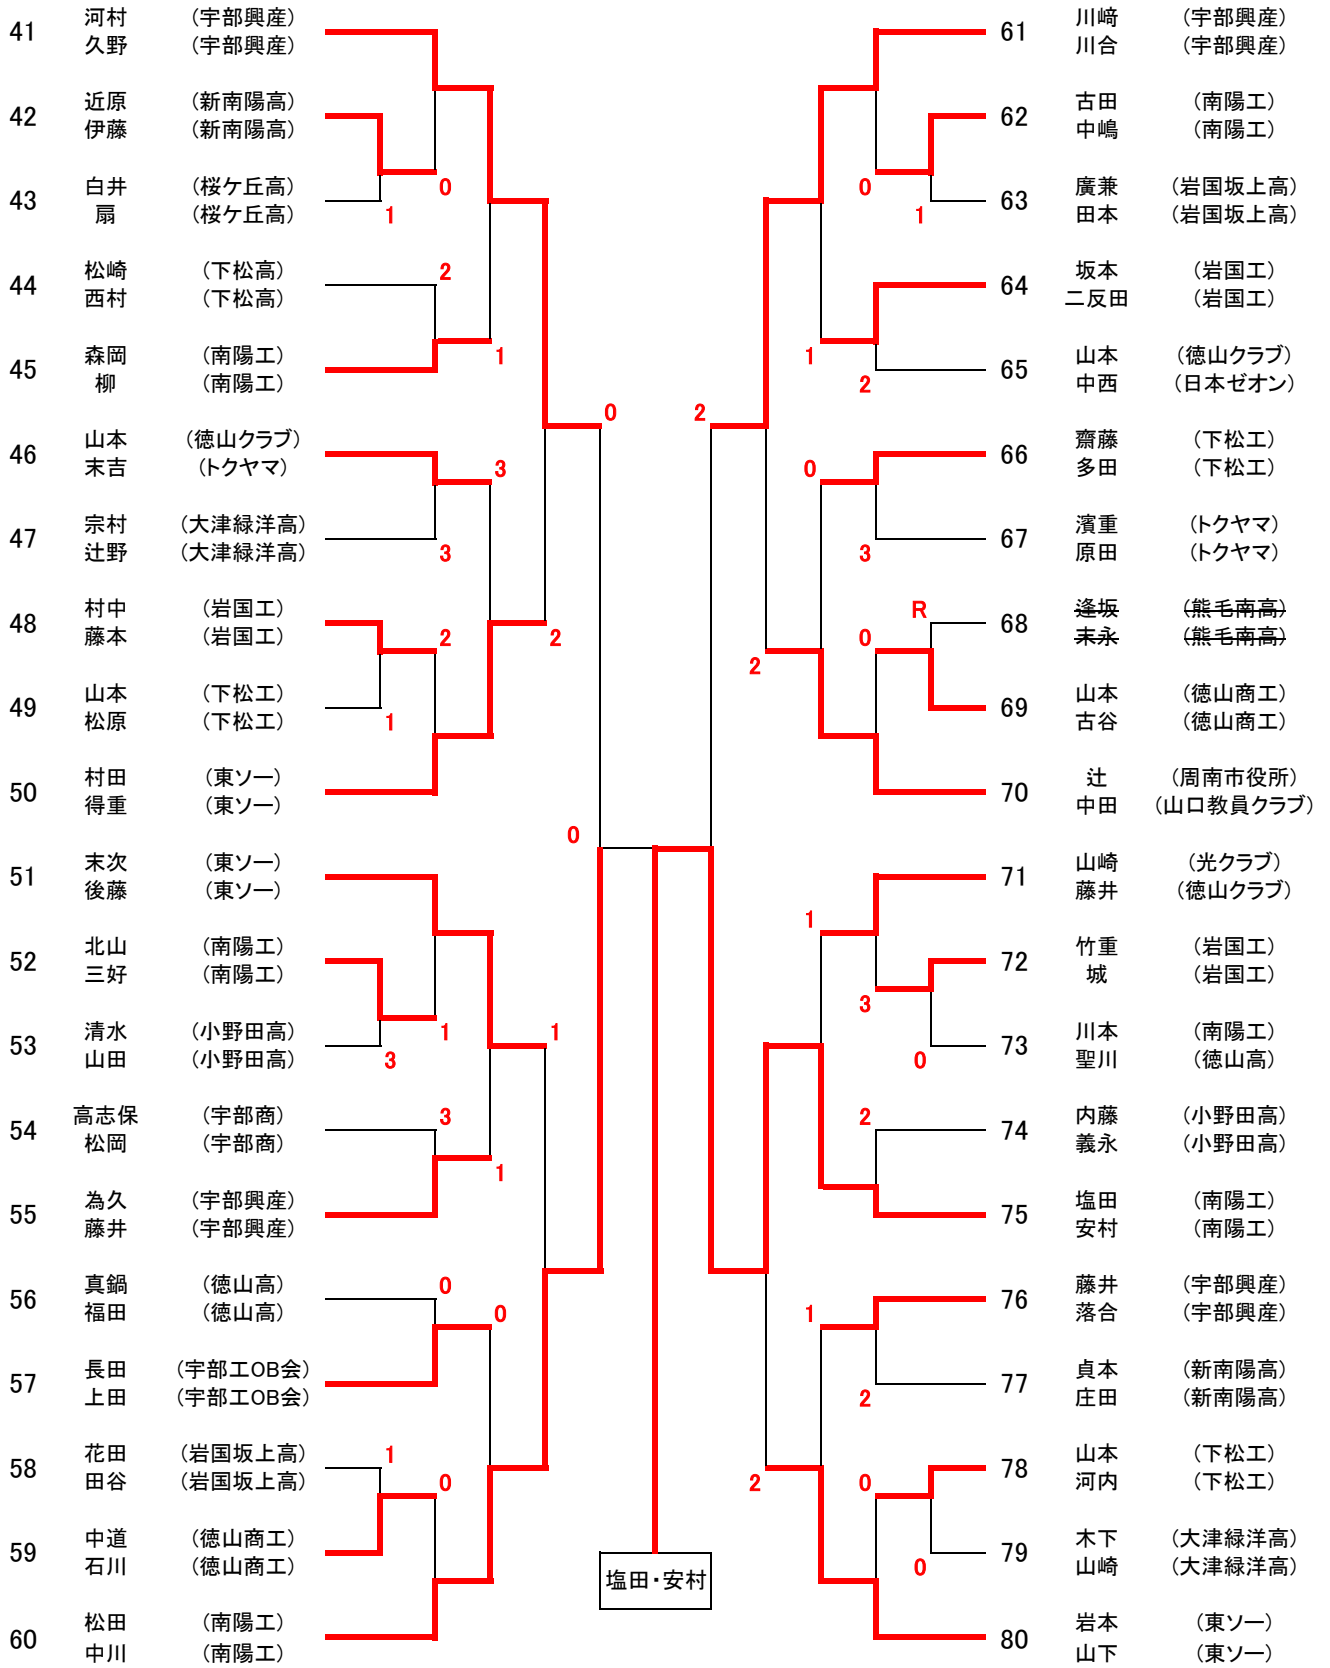 41 河村 (宇部興産)
久野 (宇部興産)
42 近原 (新南陽高)
伊藤 (新南陽高)
0
43 白井 (桜ケ丘高)
扇 (桜ケ丘高)
1
44 松崎 (下松高)
西村 (下松高)
2
45 森岡 (南陽工)
柳 (南陽工)
1
0
46 山本 (徳山クラブ)
末吉 (トクヤマ)
3
47 宗村 (大津緑洋高)
辻野 (大津緑洋高)
3
48 村中 (岩国工)
藤本 (岩国工)
2
2
49 山本 (下松工)
松原 (下松工)
1
50 村田 (東ソー)
得重 (東ソー)
0
51 末次 (東ソー)
後藤 (東ソー)
52 北山 (南陽工)
三好 (南陽工)
1
1
53 清水 (小野田高)
山田 (小野田高)
3
54 高志保 (宇部商)
松岡 (宇部商)
3
1
55 為久 (宇部興産)
藤井 (宇部興産)
56 真鍋 (徳山高)
福田 (徳山高)
0
0
57 長田 (宇部工OB会)
上田 (宇部工OB会)
58 花田 (岩国坂上高)
田谷 (岩国坂上高)
1
0
59 中道 (徳山商工)
石川 (徳山商工)
60 松田 (南陽工)
中川 (南陽工)
61 川﨑 (宇部興産)
川合 (宇部興産)
62 古田 (南陽工)
中嶋 (南陽工)
0
63 廣兼 (岩国坂上高)
田本 (岩国坂上高)
1
64 坂本 (岩国工)
二反田 (岩国工)
1
65 山本 (徳山クラブ)
中西 (日本ゼオン)
2
2
66 齋藤 (下松工)
多田 (下松工)
0
67 濱重 (トクヤマ)
原田 (トクヤマ)
3
68 逢坂 (熊毛南高)
末永 (熊毛南高)
R
0
2
69 山本 (徳山商工)
古谷 (徳山商工)
70 辻 (周南市役所)
中田 (山口教員クラブ)
71 山崎 (光クラブ)
藤井 (徳山クラブ)
1
72 竹重 (岩国工)
城 (岩国工)
3
73 川本 (南陽工)
聖川 (徳山高)
0
74 内藤 (小野田高)
義永 (小野田高)
2
75 塩田 (南陽工)
安村 (南陽工)
76 藤井 (宇部興産)
落合 (宇部興産)
1
77 貞本 (新南陽高)
庄田 (新南陽高)
2
78 山本 (下松工)
河内 (下松工)
0
2
79 木下 (大津緑洋高)
山崎 (大津緑洋高)
0
80 岩本 (東ソー)
山下 (東ソー)
塩田・安村